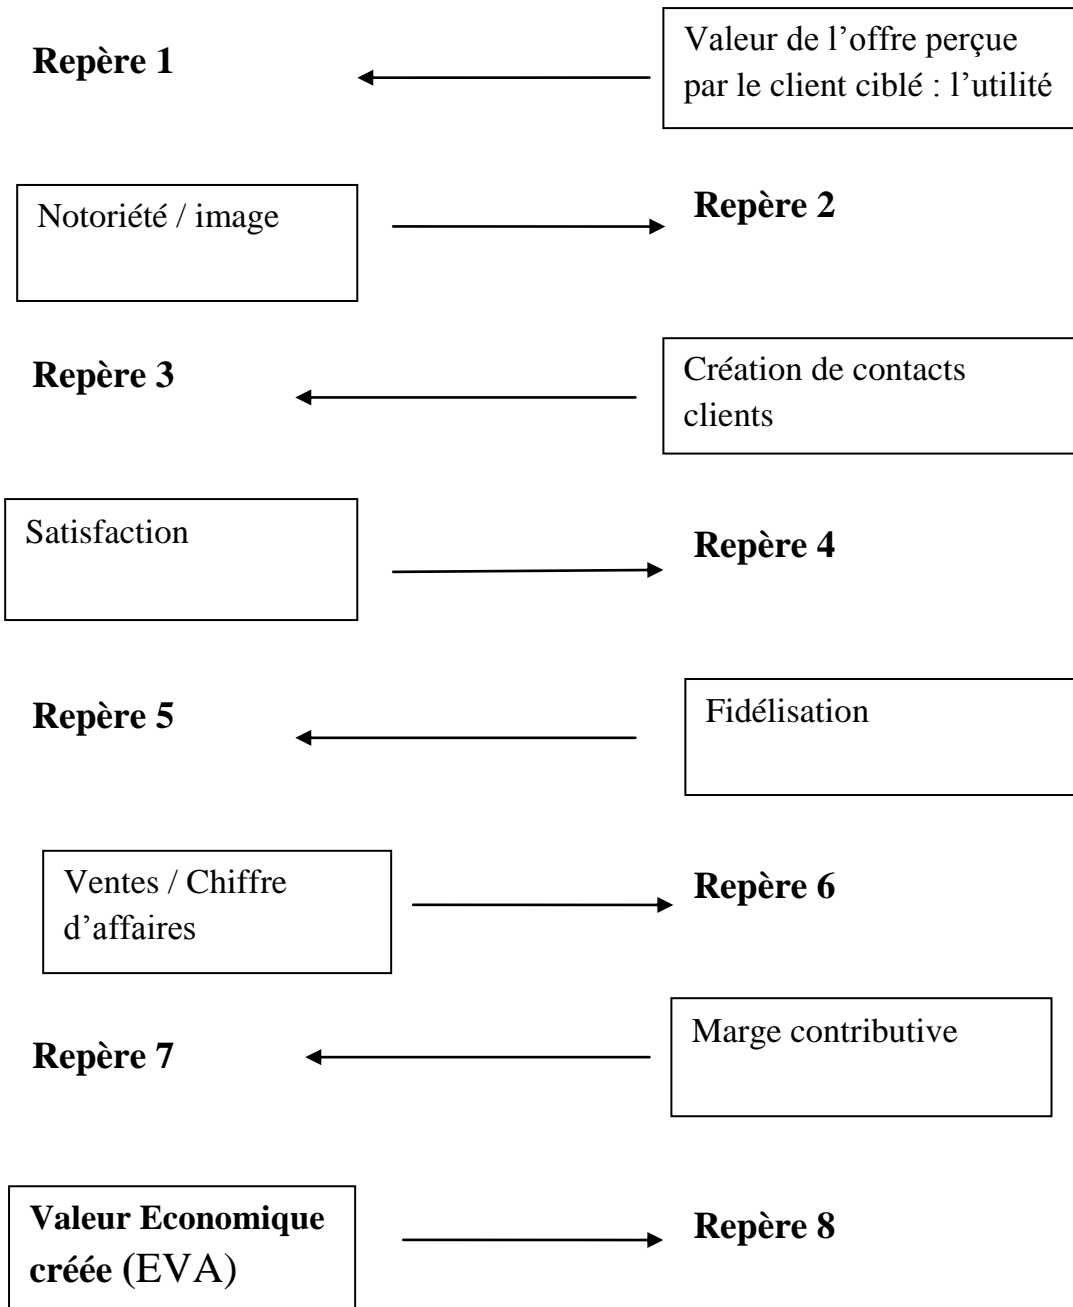 Repère 1
Valeur de l’offre perçue
par le client ciblé : l’utilité
Notoriété / image
Repère 2
Repère 3
Création de contacts
clients
Satisfaction
Repère 4
Repère 5
Fidélisation
Ventes / Chiffre
d’affaires
Repère 6
Repère 7
Marge contributive
Valeur Economique
créée (EVA)
Repère 8